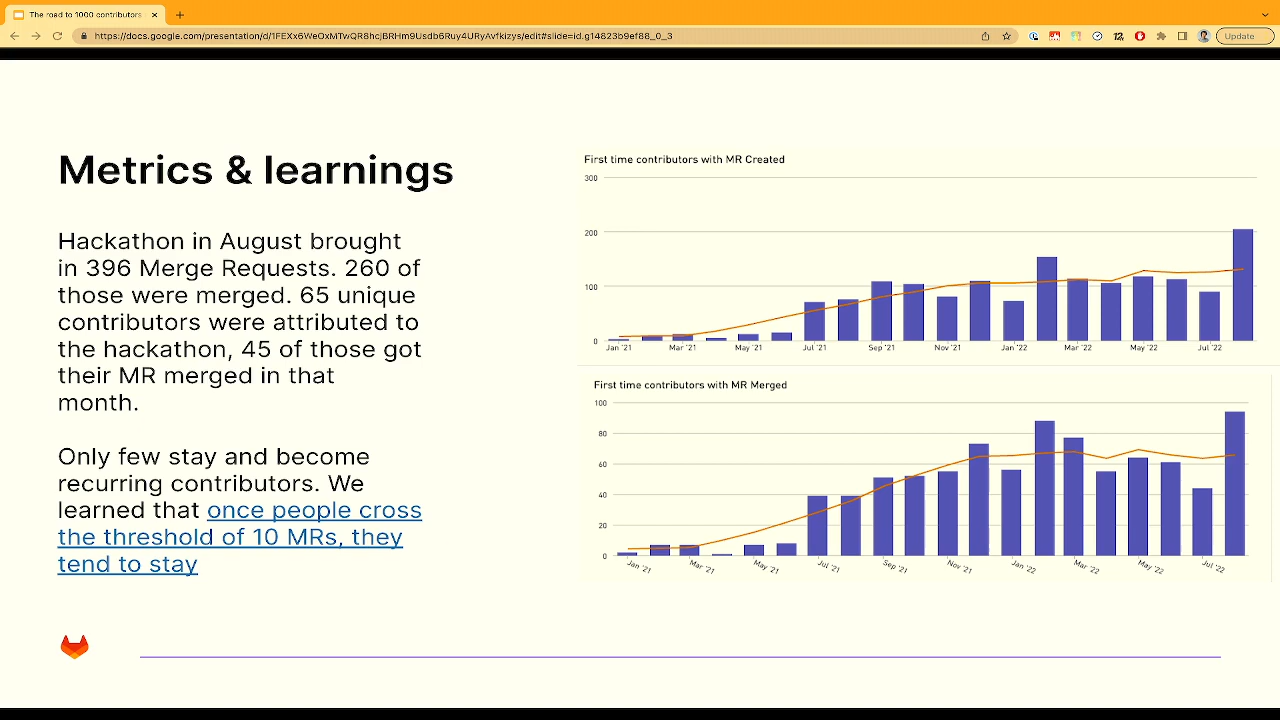 The road to 1000 contributors
https://docs.google.com/presentation/d/1FEXx6WeOxMTwQR8hcjBRHm9Usdb6Ruy4URyAvfkizys/edit#slide=id.g14823b9ef88_0_3
Update
Metrics & learnings
Hackathon in August brought
in 396 Merge Requests. 260 of
those were merged. 65 unique
contributors were attributed to
the hackathon, 45 of those got
their MR merged in that
month.
Only few stay and become
recurring contributors. We
learned that once people cross
the threshold of 10 MRs, they
tend to stay
First time contributors with MR Created
300
200
100
0
Jan '21 Mar '21 May '21 Jul '21 Sep '21 Nov '21 Jan '22 Mar '22 May '22 Jul '22
First time contributors with MR Merged
100
80
60
40
20
0
Jan '21 Mar '21 May '21 Jul '21 Sep '21 Nov '21 Jan '22 Mar '22 May '22 Jul '22